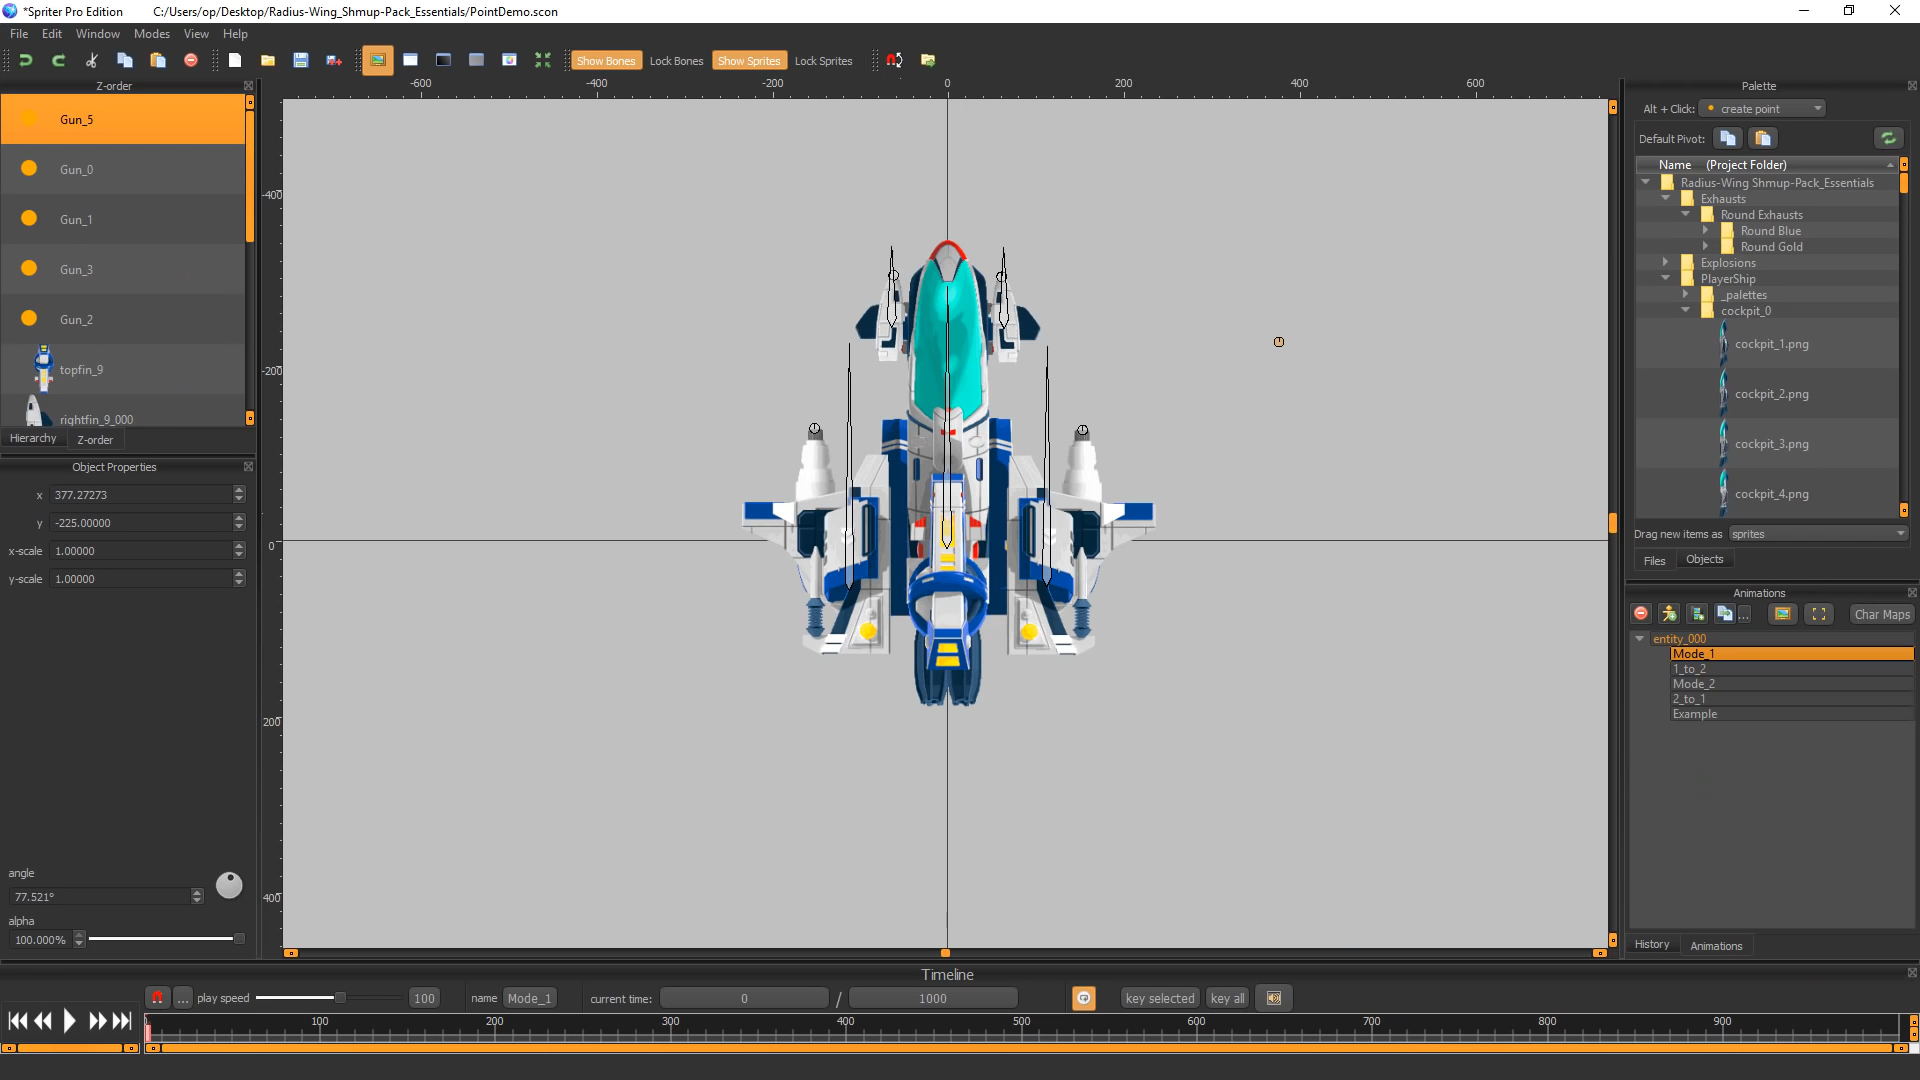 *Spriter Pro Edition C:/Users/op/Desktop/Radius-Wing_Shmup-Pack_Essentials/PointDemo.scon
File Edit Window Modes View Help
Show Bones Lock Bones Show Sprites Lock Sprites
Z-order
Gun_5
Gun_0
Gun_1
Gun_3
Gun_2
topfin_9
rightfin_9_000
Hierarchy Z-order
Object Properties
x 377.27273
y -225.00000
x-scale 1.00000
y-scale 1.00000
angle
77.521°
alpha
100.000%
-600 -400 -200 0 200 400 600
-400
-200
0
200
400
Palette
Alt + Click: create point
Default Pivot:
Name (Project Folder)
Radius-Wing Shmup-Pack_Essentials
Exhausts
Round Exhausts
Round Blue
Round Gold
Explosions
PlayerShip
_palettes
cockpit_0
cockpit_1.png
cockpit_2.png
cockpit_3.png
cockpit_4.png
Drag new items as sprites
Files Objects
Animations
... Char Maps
entity_000
Mode_1
1_to_2
Mode_2
2_to_1
Example
History Animations
Timeline
... play speed 100 name Mode_1 current time: 0 / 1000 key selected key all
100 200 300 400 500 600 700 800 900